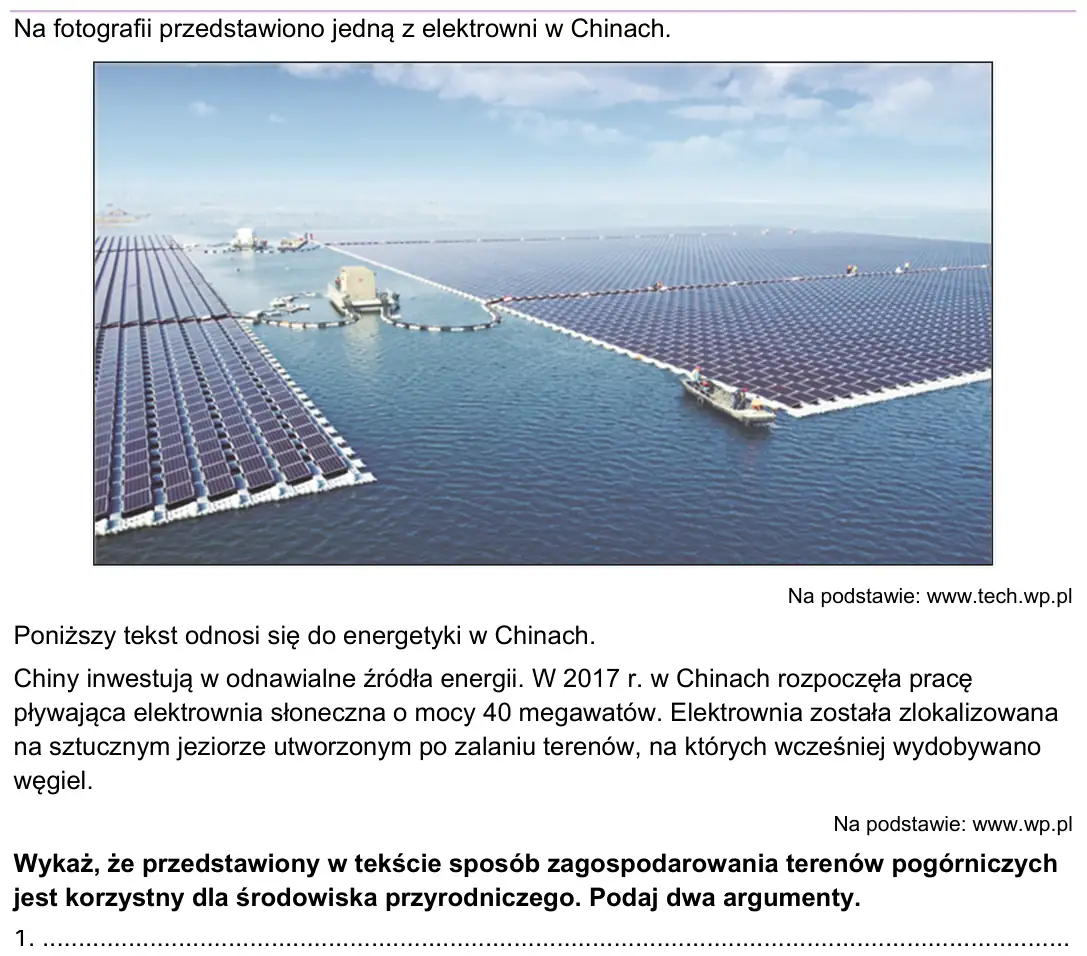 Na fotografii przedstawiono jedną z elektrowni w Chinach.
Na podstawie: www.tech.wp.pl
Poniższy tekst odnosi się do energetyki w Chinach.
Chiny inwestują w odnawialne źródła energii. W 2017 r. w Chinach rozpoczęła pracę
pływająca elektrownia słoneczna o mocy 40 megawatów. Elektrownia została zlokalizowana
na sztucznym jeziorze utworzonym po zalaniu terenów, na których wcześniej wydobywano
węgiel.
Na podstawie: www.wp.pl
Wykaż, że przedstawiony w tekście sposób zagospodarowania terenów pogórniczych
jest korzystny dla środowiska przyrodniczego. Podaj dwa argumenty.
1. ................................................................................................................................................